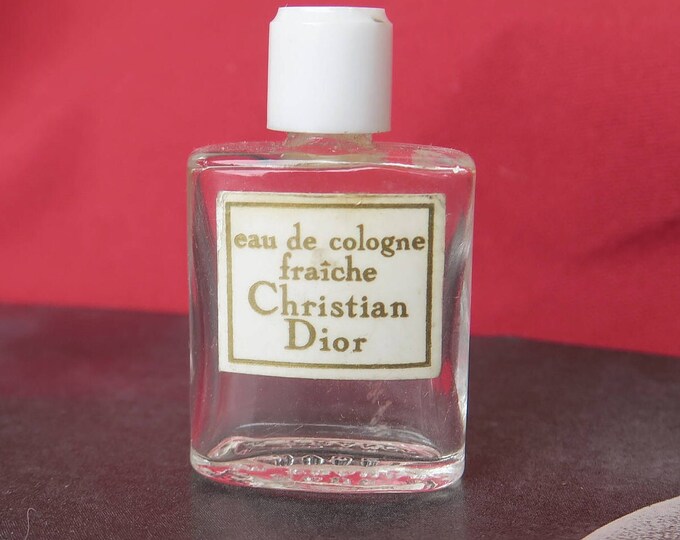 eau de cologne
fraîche
Christian
Dior